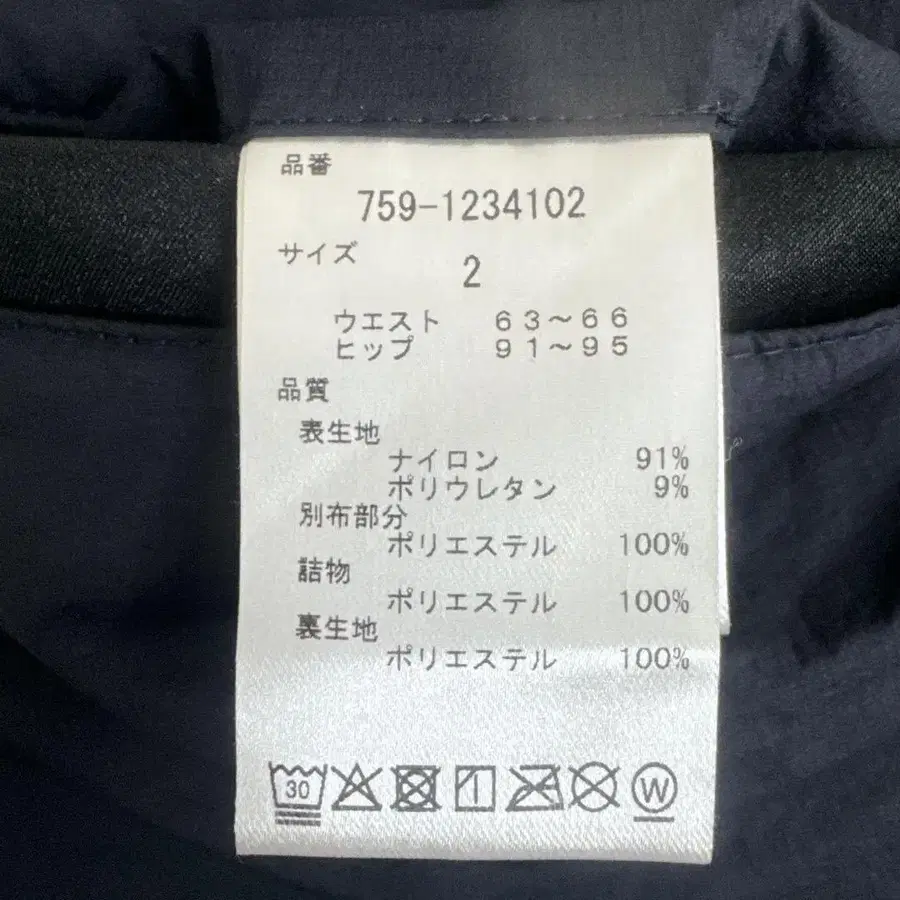 品番
759-1234102
サイズ
2
ウエスト 63〜66
ヒップ 91〜95
品質
表生地
ナイロン 91%
ポリウレタン 9%
別布部分
ポリエステル 100%
詰物
ポリエステル 100%
裏生地
ポリエステル 100%
30 W